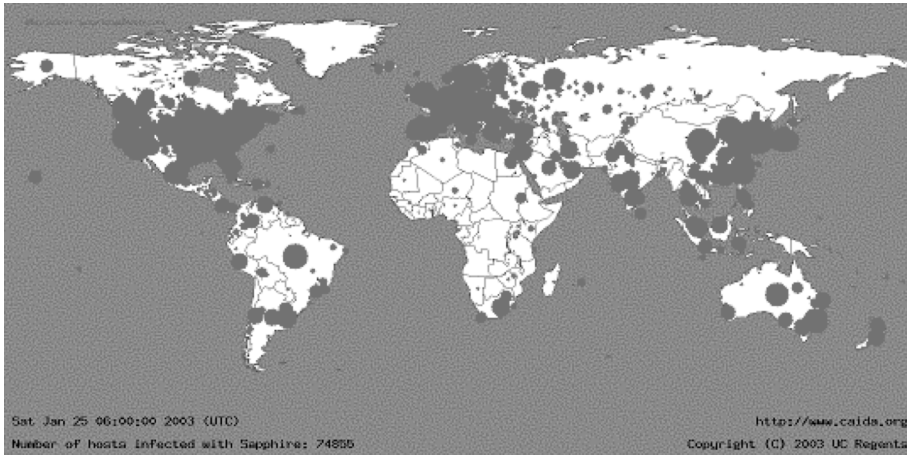 Sat Jan 25 06:00:00 2003 (UTC)
http://www.caida.org
Number of hosts infected with Sapphire: 74855
Copyright (C) 2003 UC Regents